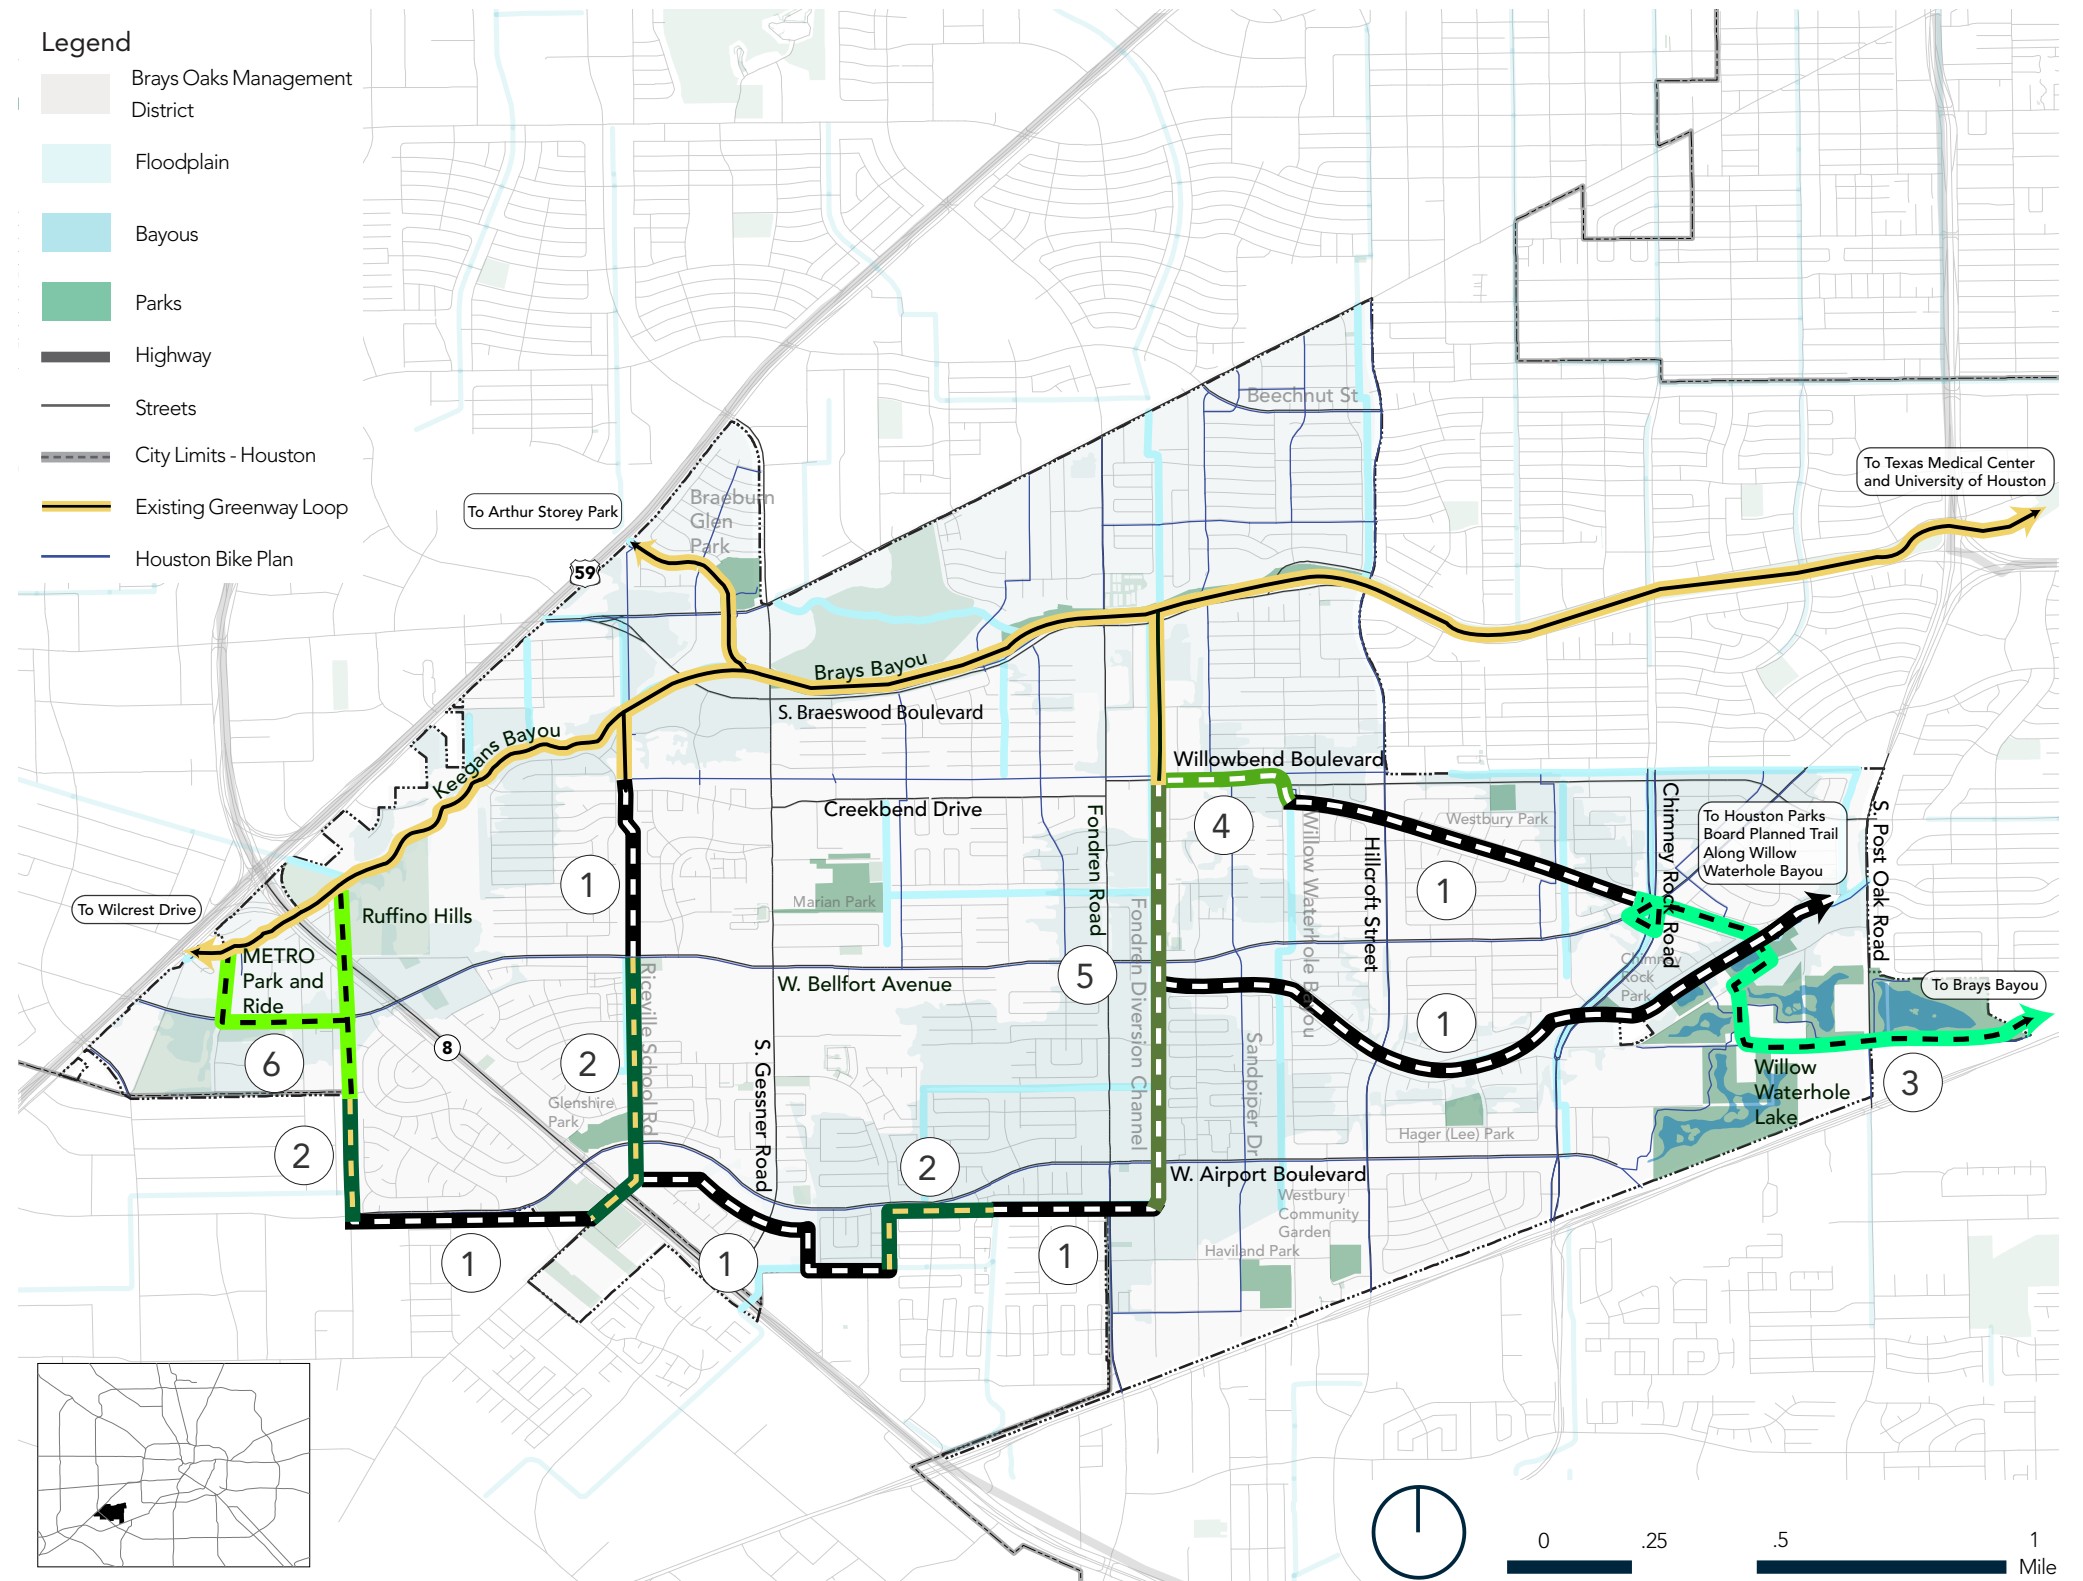 Legend
Brays Oaks Management
District
Floodplain
Bayous
Parks
Highway
Streets
City Limits - Houston
Existing Greenway Loop
Houston Bike Plan
Beechnut St
To Texas Medical Center
and University of Houston
To Arthur Storey Park
Braeburn
Glen
Park
59
Brays Bayou
S. Braeswood Boulevard
Keegans Bayou
Willowbend Boulevard
Creekbend Drive
Fondren Road
4
Willow Waterhole Bayou
Hillcroft Street
Westbury Park
Chimney Rock Road
To Houston Parks
Board Planned Trail
Along Willow
Waterhole Bayou
S. Post Oak Road
1
1
Marian Park
Fondren Diversion Channel
To Wilcrest Drive
Ruffino Hills
METRO
Park and
Ride
Riceville School Rd
W. Bellfort Avenue
5
Chimney
Rock
Park
To Brays Bayou
1
8
6
2
S. Gessner Road
Sandpiper Dr
Willow
Waterhole
Lake
3
Glenshire
Park
Hager (Lee) Park
2
2
W. Airport Boulevard
Westbury
Community
Garden
Haviland Park
1
1
1
0
.25
.5
1
Mile